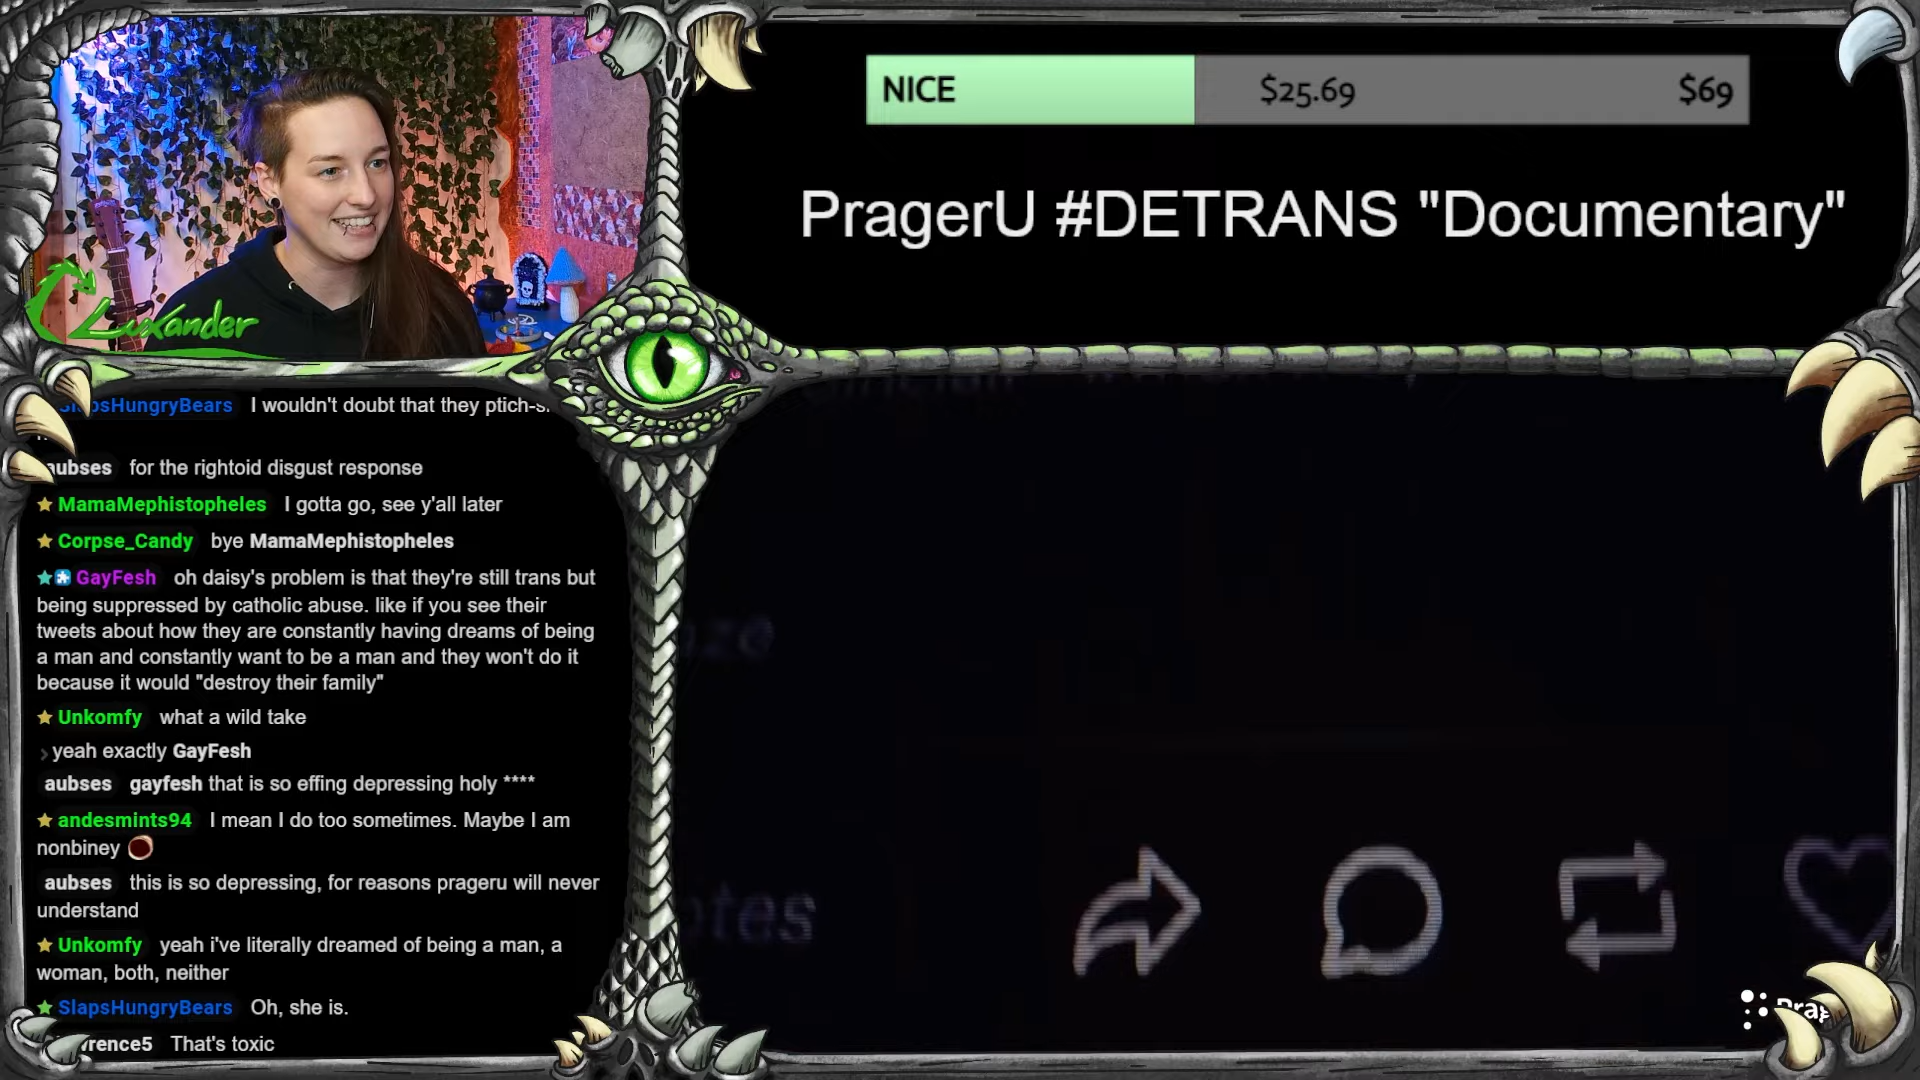 NICE $25.69 $69
PragerU #DETRANS "Documentary"
Luxander
SlapsHungryBears I wouldn't doubt that they ptich-s
aubses for the rightoid disgust response
MamaMephistopheles I gotta go, see y'all later
Corpse_Candy bye MamaMephistopheles
GayFesh oh daisy's problem is that they're still trans but
being suppressed by catholic abuse. like if you see their
tweets about how they are constantly having dreams of being
a man and constantly want to be a man and they won't do it
because it would "destroy their family"
Unkomfy what a wild take
yeah exactly GayFesh
aubses gayfesh that is so effing depressing holy ****
andesmints94 I mean I do too sometimes. Maybe I am
nonbiney
aubses this is so depressing, for reasons prageru will never
understand
Unkomfy yeah i've literally dreamed of being a man, a
woman, both, neither
SlapsHungryBears Oh, she is.
rence5 That's toxic
otes
Prag